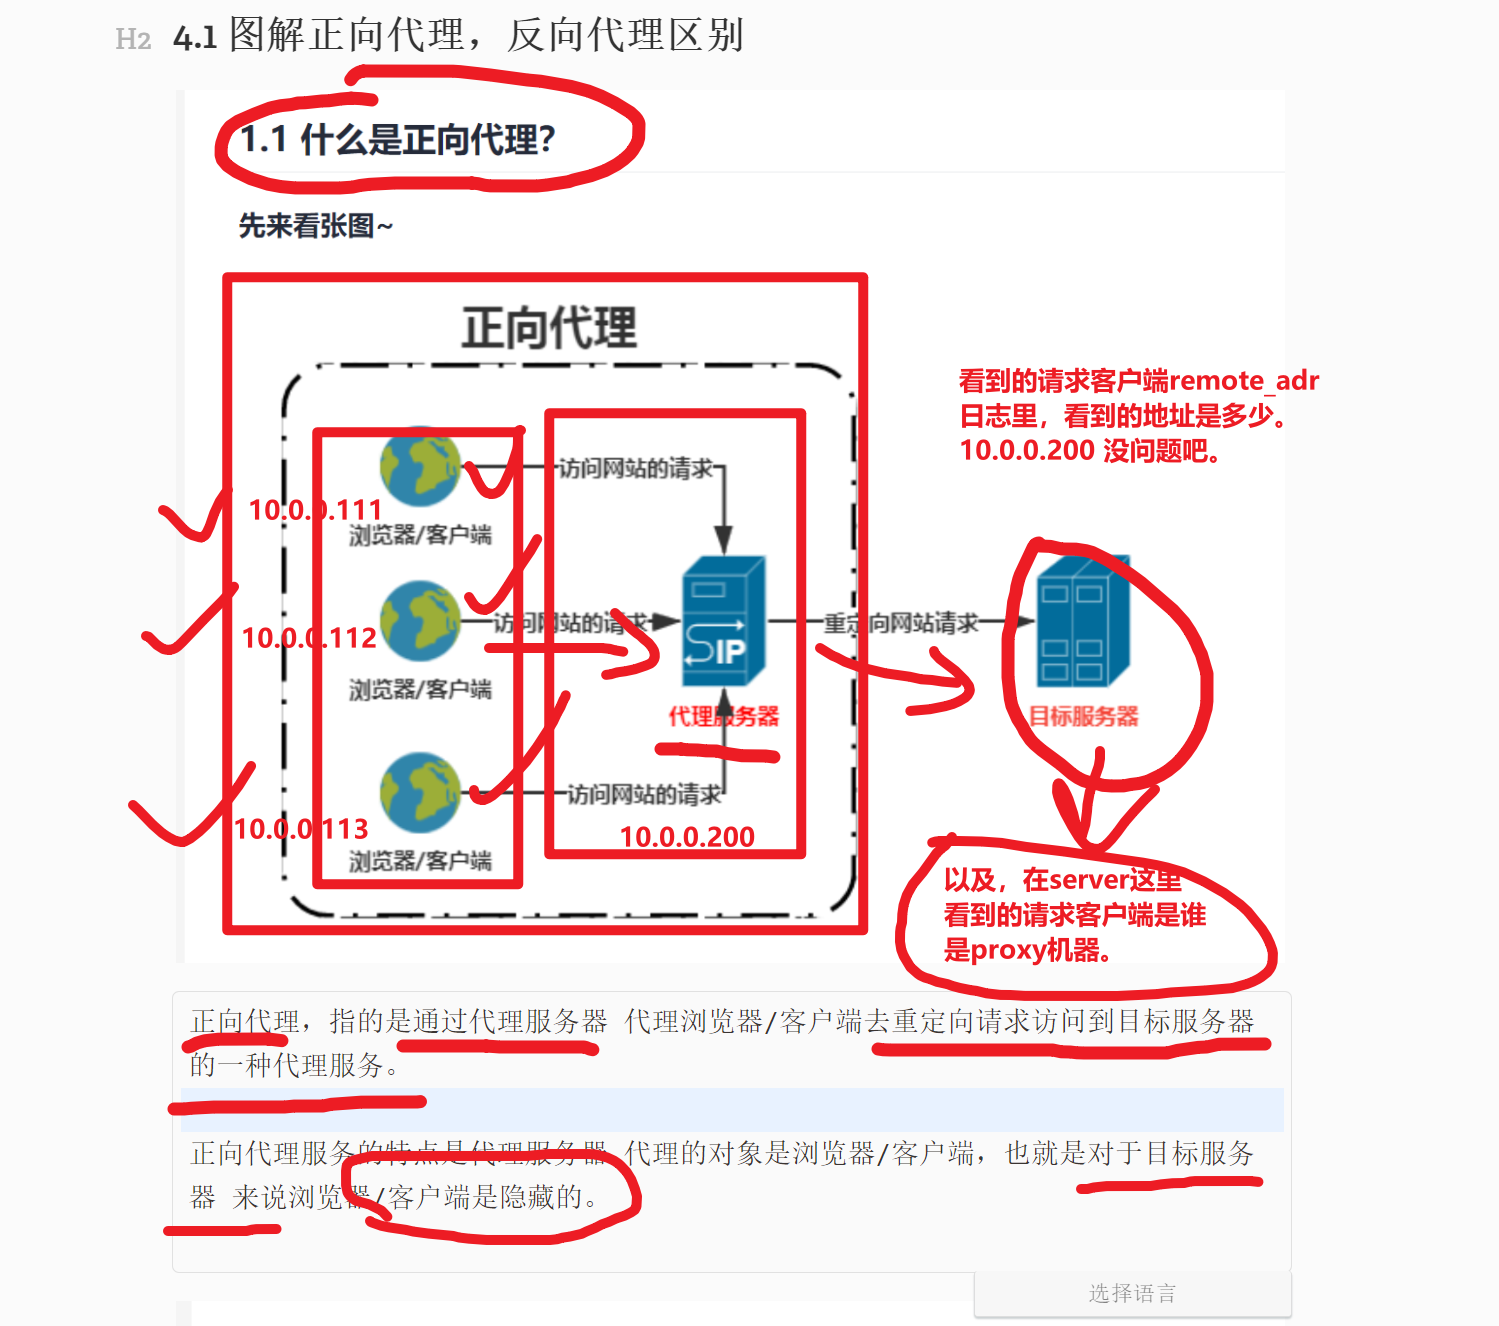 H2 4.1 图解正向代理，反向代理区别
1.1 什么是正向代理？
先来看张图~
正向代理
看到的请求客户端remote_adr
日志里，看到的地址是多少。
10.0.0.200 没问题吧。
访问网站的请求
10.0.0.111
浏览器/客户端
10.0.0.112
访问网站的请求
重定向网站请求
SIP
浏览器/客户端
代理服务器
目标服务器
访问网站的请求
10.0.0.113
10.0.0.200
浏览器/客户端
以及，在server这里
看到的请求客户端是谁
是proxy机器。
正向代理，指的是通过代理服务器 代理浏览器/客户端去重定向请求访问到目标服务器
的一种代理服务。
正向代理服务的特点是代理服务器 代理的对象是浏览器/客户端，也就是对于目标服务
器 来说浏览器/客户端是隐藏的。
选择语言